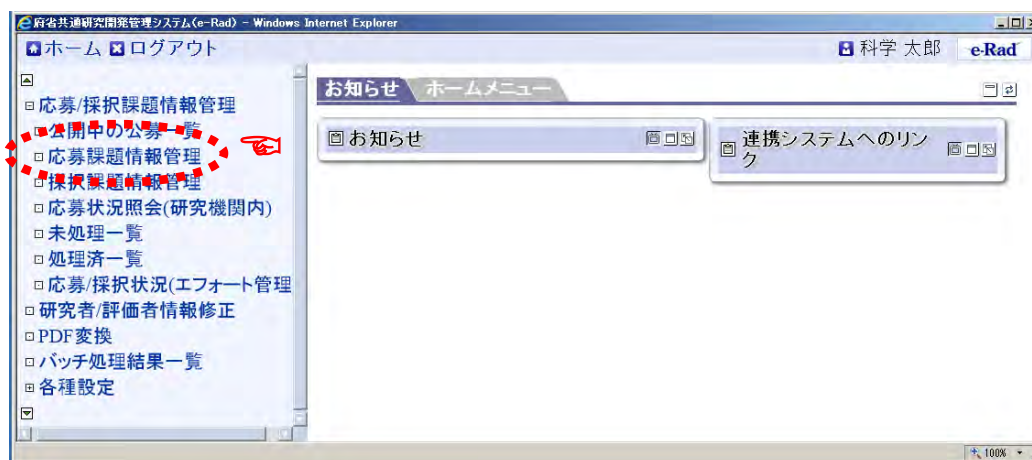 府省共通研究開発管理システム(e-Rad) - Windows Internet Explorer
ホーム ログアウト
科学 太郎 e-Rad
応募/採択課題情報管理
公開中の公募一覧
応募課題情報管理
採択課題情報管理
応募状況照会(研究機関内)
未処理一覧
処理済一覧
応募/採択状況(エフォート管理
研究者/評価者情報修正
PDF変換
バッチ処理結果一覧
各種設定
お知らせ ホームメニュー
お知らせ
連携システムへのリン
ク
100%